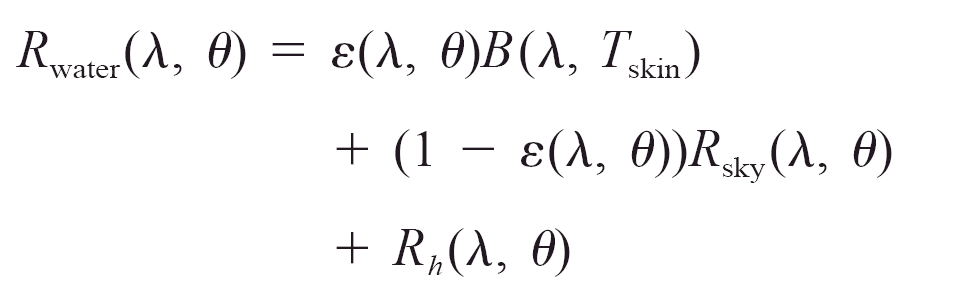 R_water(λ, θ) = ε(λ, θ)B(λ, T_skin)
+ (1 − ε(λ, θ))R_sky(λ, θ)
+ R_h(λ, θ)